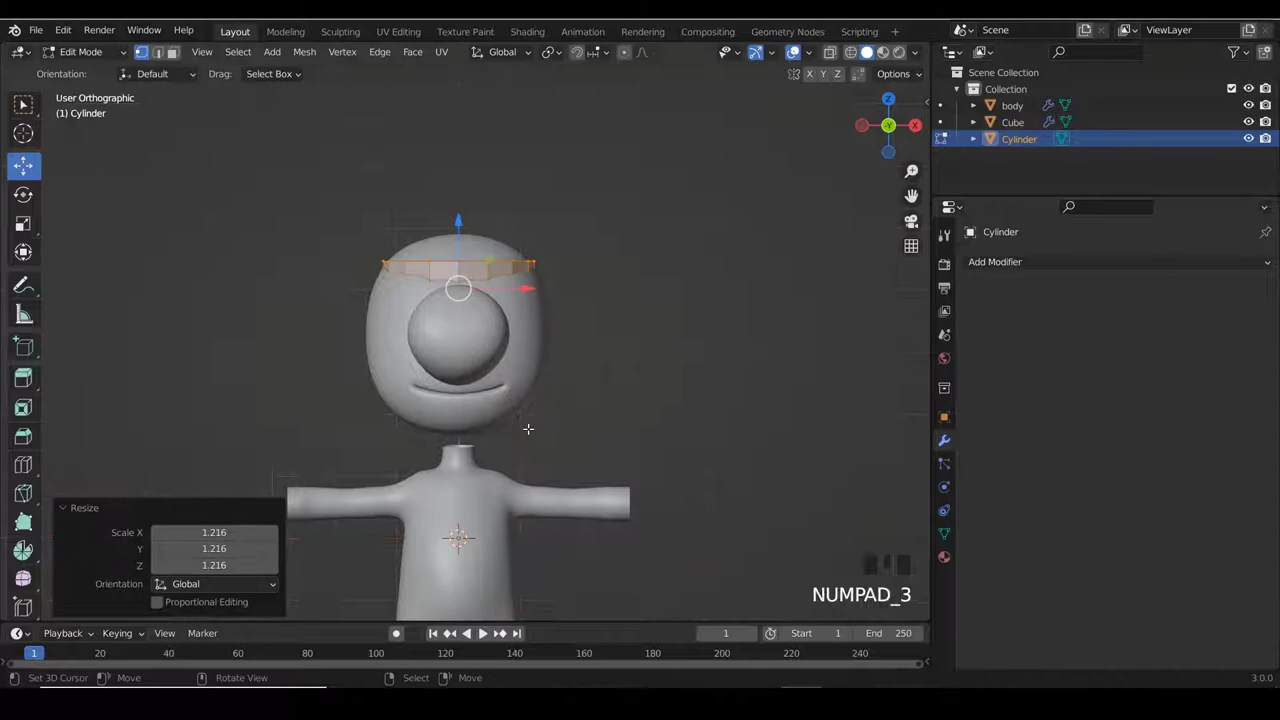 File Edit Render Window Help Layout Modeling Sculpting UV Editing Texture Paint Shading Animation Rendering Compositing Geometry Nodes Scripting Scene ViewLayer
Edit Mode View Select Add Mesh Vertex Edge Face UV Global
Orientation: Default Drag: Select Box X Y Z Options
Scene Collection
Collection
body
Cube
Cylinder
User Orthographic
(1) Cylinder
Z
-Y
X
Cylinder
Add Modifier
Resize
Scale X 1.216
Y 1.216
Z 1.216
Orientation Global
Proportional Editing
NUMPAD_3
Playback Keying View Marker 1 Start 1 End 250
1 20 40 60 80 100 120 140 160 180 200 220 240
Set 3D Cursor Move Rotate View Select Move 3.0.0